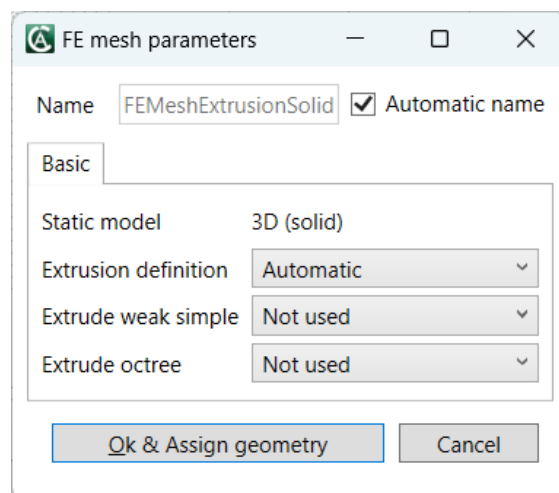 FE mesh parameters
Name FEMeshExtrusionSolid Automatic name
Basic
Static model 3D (solid)
Extrusion definition Automatic
Extrude weak simple Not used
Extrude octree Not used
Ok & Assign geometry Cancel